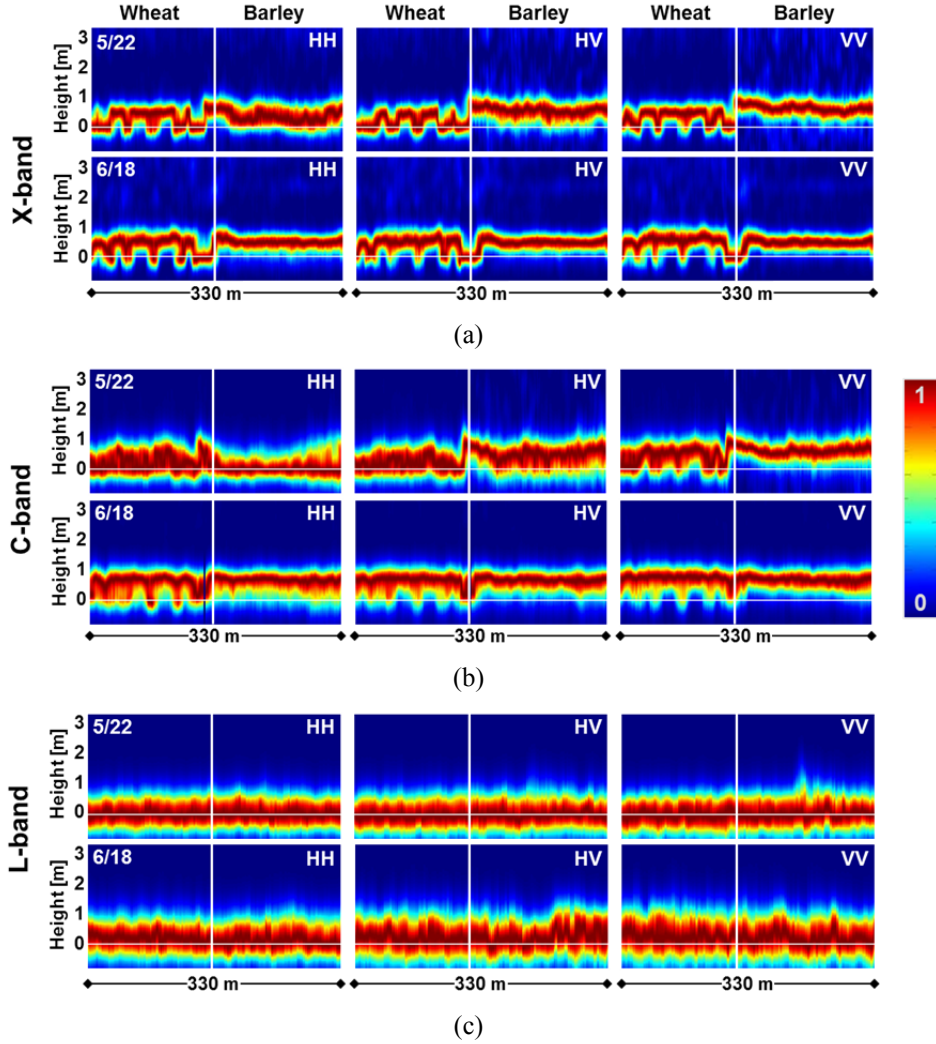 Wheat Barley Wheat Barley Wheat Barley
X-band
Height [m] 3 2 1 0 5/22 HH HV VV
Height [m] 3 2 1 0 6/18 HH HV VV
330 m 330 m 330 m
(a)
C-band
Height [m] 3 2 1 0 5/22 HH HV VV
Height [m] 3 2 1 0 6/18 HH HV VV
1
0
330 m 330 m 330 m
(b)
L-band
Height [m] 3 2 1 0 5/22 HH HV VV
Height [m] 3 2 1 0 6/18 HH HV VV
330 m 330 m 330 m
(c)